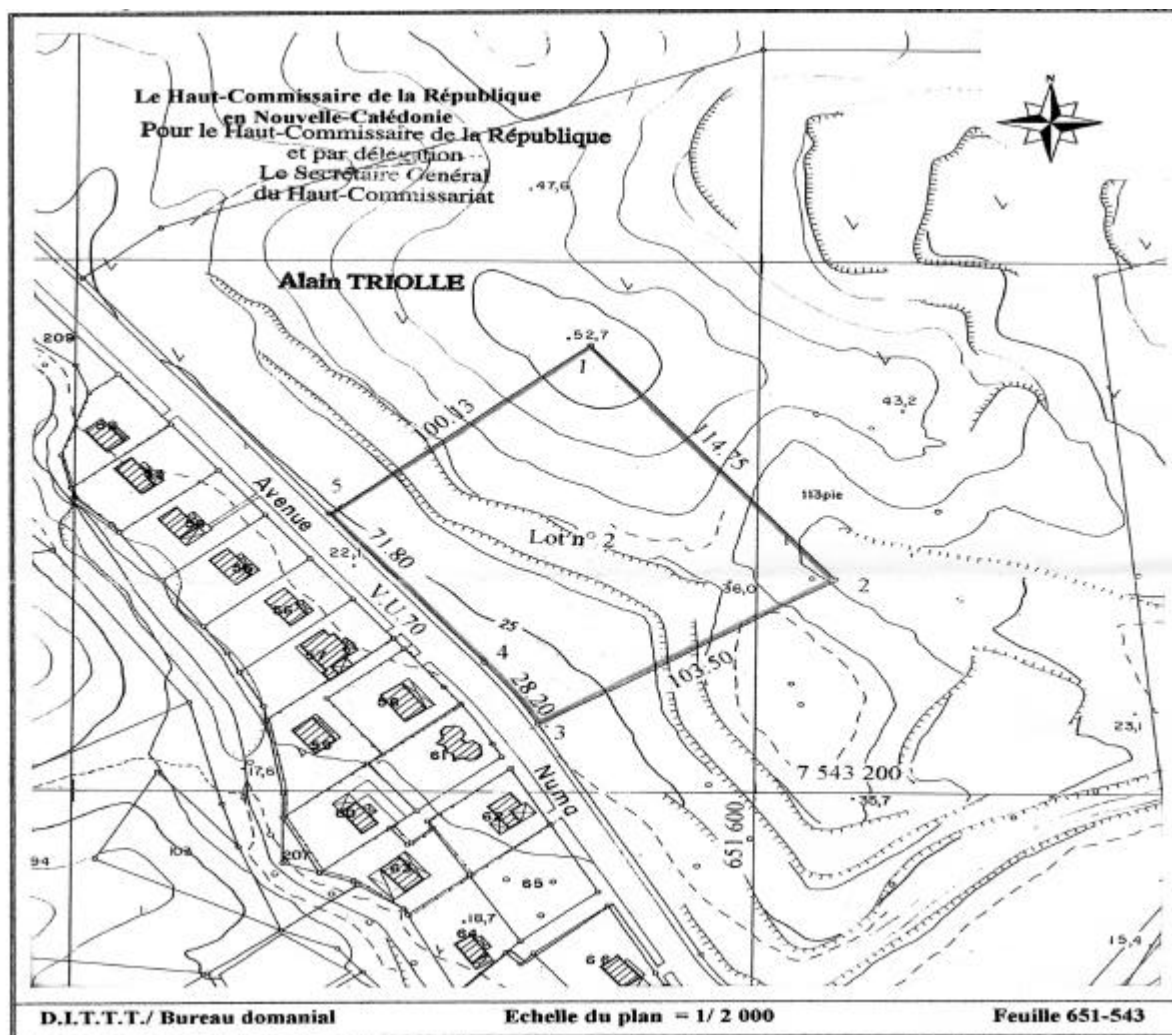 N
Le Haut-Commissaire de la République
en Nouvelle-Calédonie
Pour le Haut-Commissaire de la République
et par délégation
Le Secrétaire Général
du Haut-Commissariat
Alain TRIOLLE
47,6
52,7
1
209
100.13
114.75
43,2
5
Avenue
113pie
Lot n° 2
22,1
71.80
36,0
2
V.U.70
25
4
28.20
103.50
3
61
Numa
23,1
17,6
7 543 200
35,7
651 600
62
207
94
102
63
65
18,7
64
15,4
D.I.T.T.T./ Bureau domanial
Echelle du plan = 1/ 2 000
Feuille 651-543